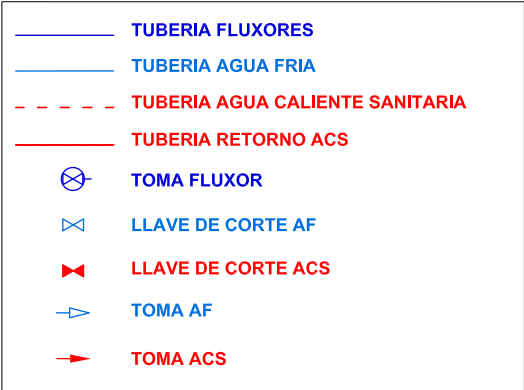 TUBERIA FLUXORES
TUBERIA AGUA FRIA
TUBERIA AGUA CALIENTE SANITARIA
TUBERIA RETORNO ACS
TOMA FLUXOR
LLAVE DE CORTE AF
LLAVE DE CORTE ACS
TOMA AF
TOMA ACS